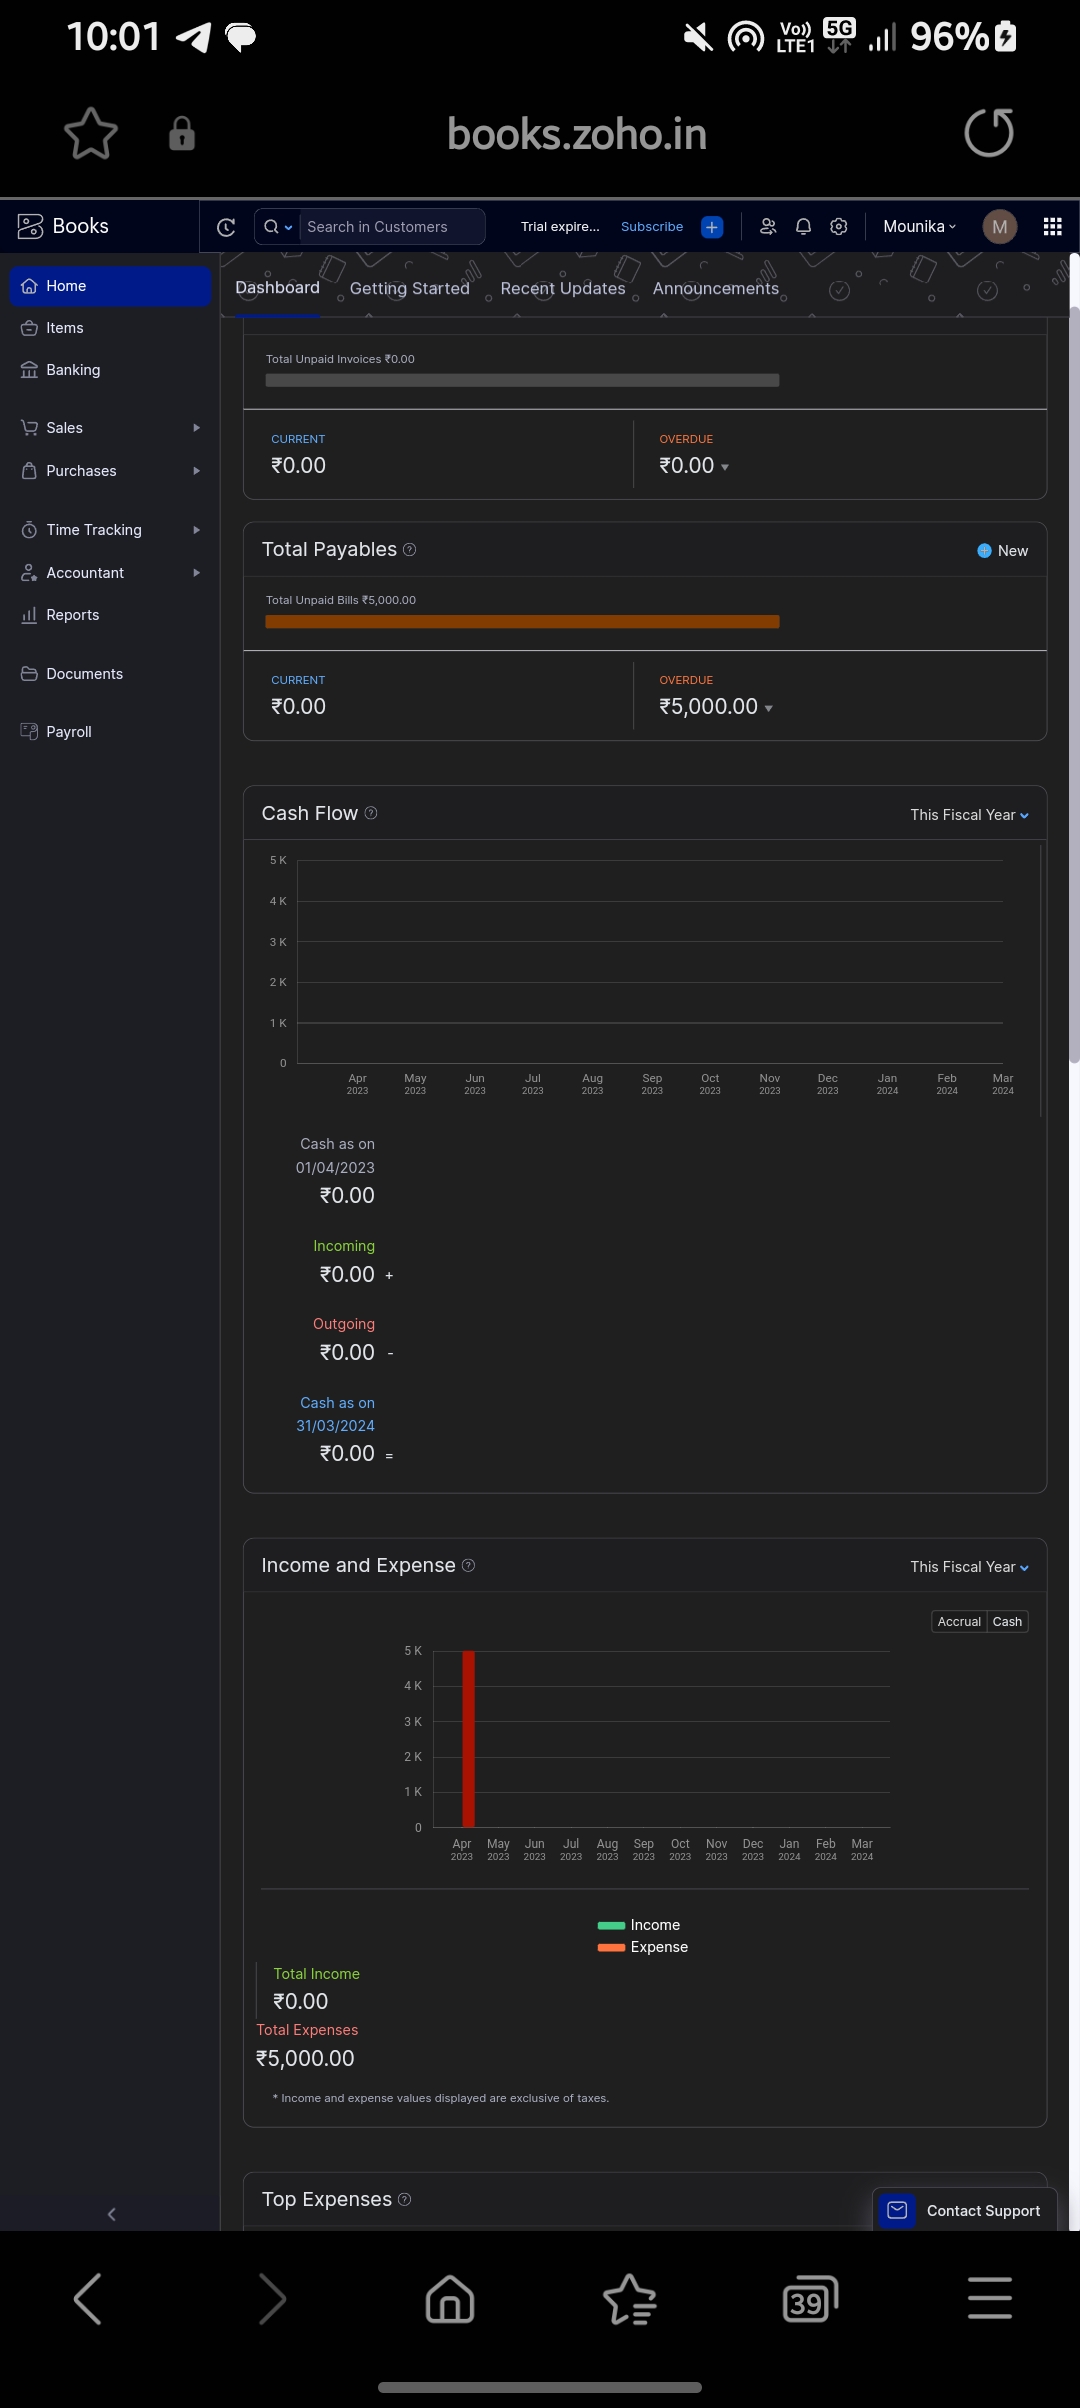 10:01 Vo)) LTE1 5G 96%
books.zoho.in
Books Search in Customers Trial expire... Subscribe Mounika M
Home
Items
Banking
Sales
Purchases
Time Tracking
Accountant
Reports
Documents
Payroll
Dashboard Getting Started Recent Updates Announcements
Total Unpaid Invoices ₹0.00
CURRENT OVERDUE
₹0.00 ₹0.00
Total Payables New
Total Unpaid Bills ₹5,000.00
CURRENT OVERDUE
₹0.00 ₹5,000.00
Cash Flow This Fiscal Year
5 K
4 K
3 K
2 K
1 K
0
Apr May Jun Jul Aug Sep Oct Nov Dec Jan Feb Mar
2023 2023 2023 2023 2023 2023 2023 2023 2023 2024 2024 2024
Cash as on
01/04/2023
₹0.00
Incoming
₹0.00 +
Outgoing
₹0.00 -
Cash as on
31/03/2024
₹0.00 =
Income and Expense This Fiscal Year
Accrual Cash
5 K
4 K
3 K
2 K
1 K
0
Apr May Jun Jul Aug Sep Oct Nov Dec Jan Feb Mar
2023 2023 2023 2023 2023 2023 2023 2023 2023 2024 2024 2024
Income
Expense
Total Income
₹0.00
Total Expenses
₹5,000.00
* Income and expense values displayed are exclusive of taxes.
Top Expenses
Contact Support
39